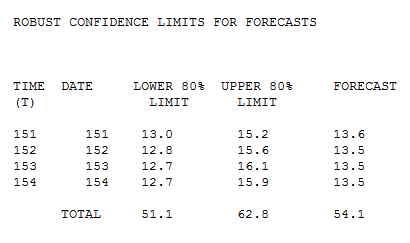 ROBUST CONFIDENCE LIMITS FOR FORECASTS
TIME DATE LOWER 80% UPPER 80% FORECAST
(T) LIMIT LIMIT
151 151 13.0 15.2 13.6
152 152 12.8 15.6 13.5
153 153 12.7 16.1 13.5
154 154 12.7 15.9 13.5
TOTAL 51.1 62.8 54.1